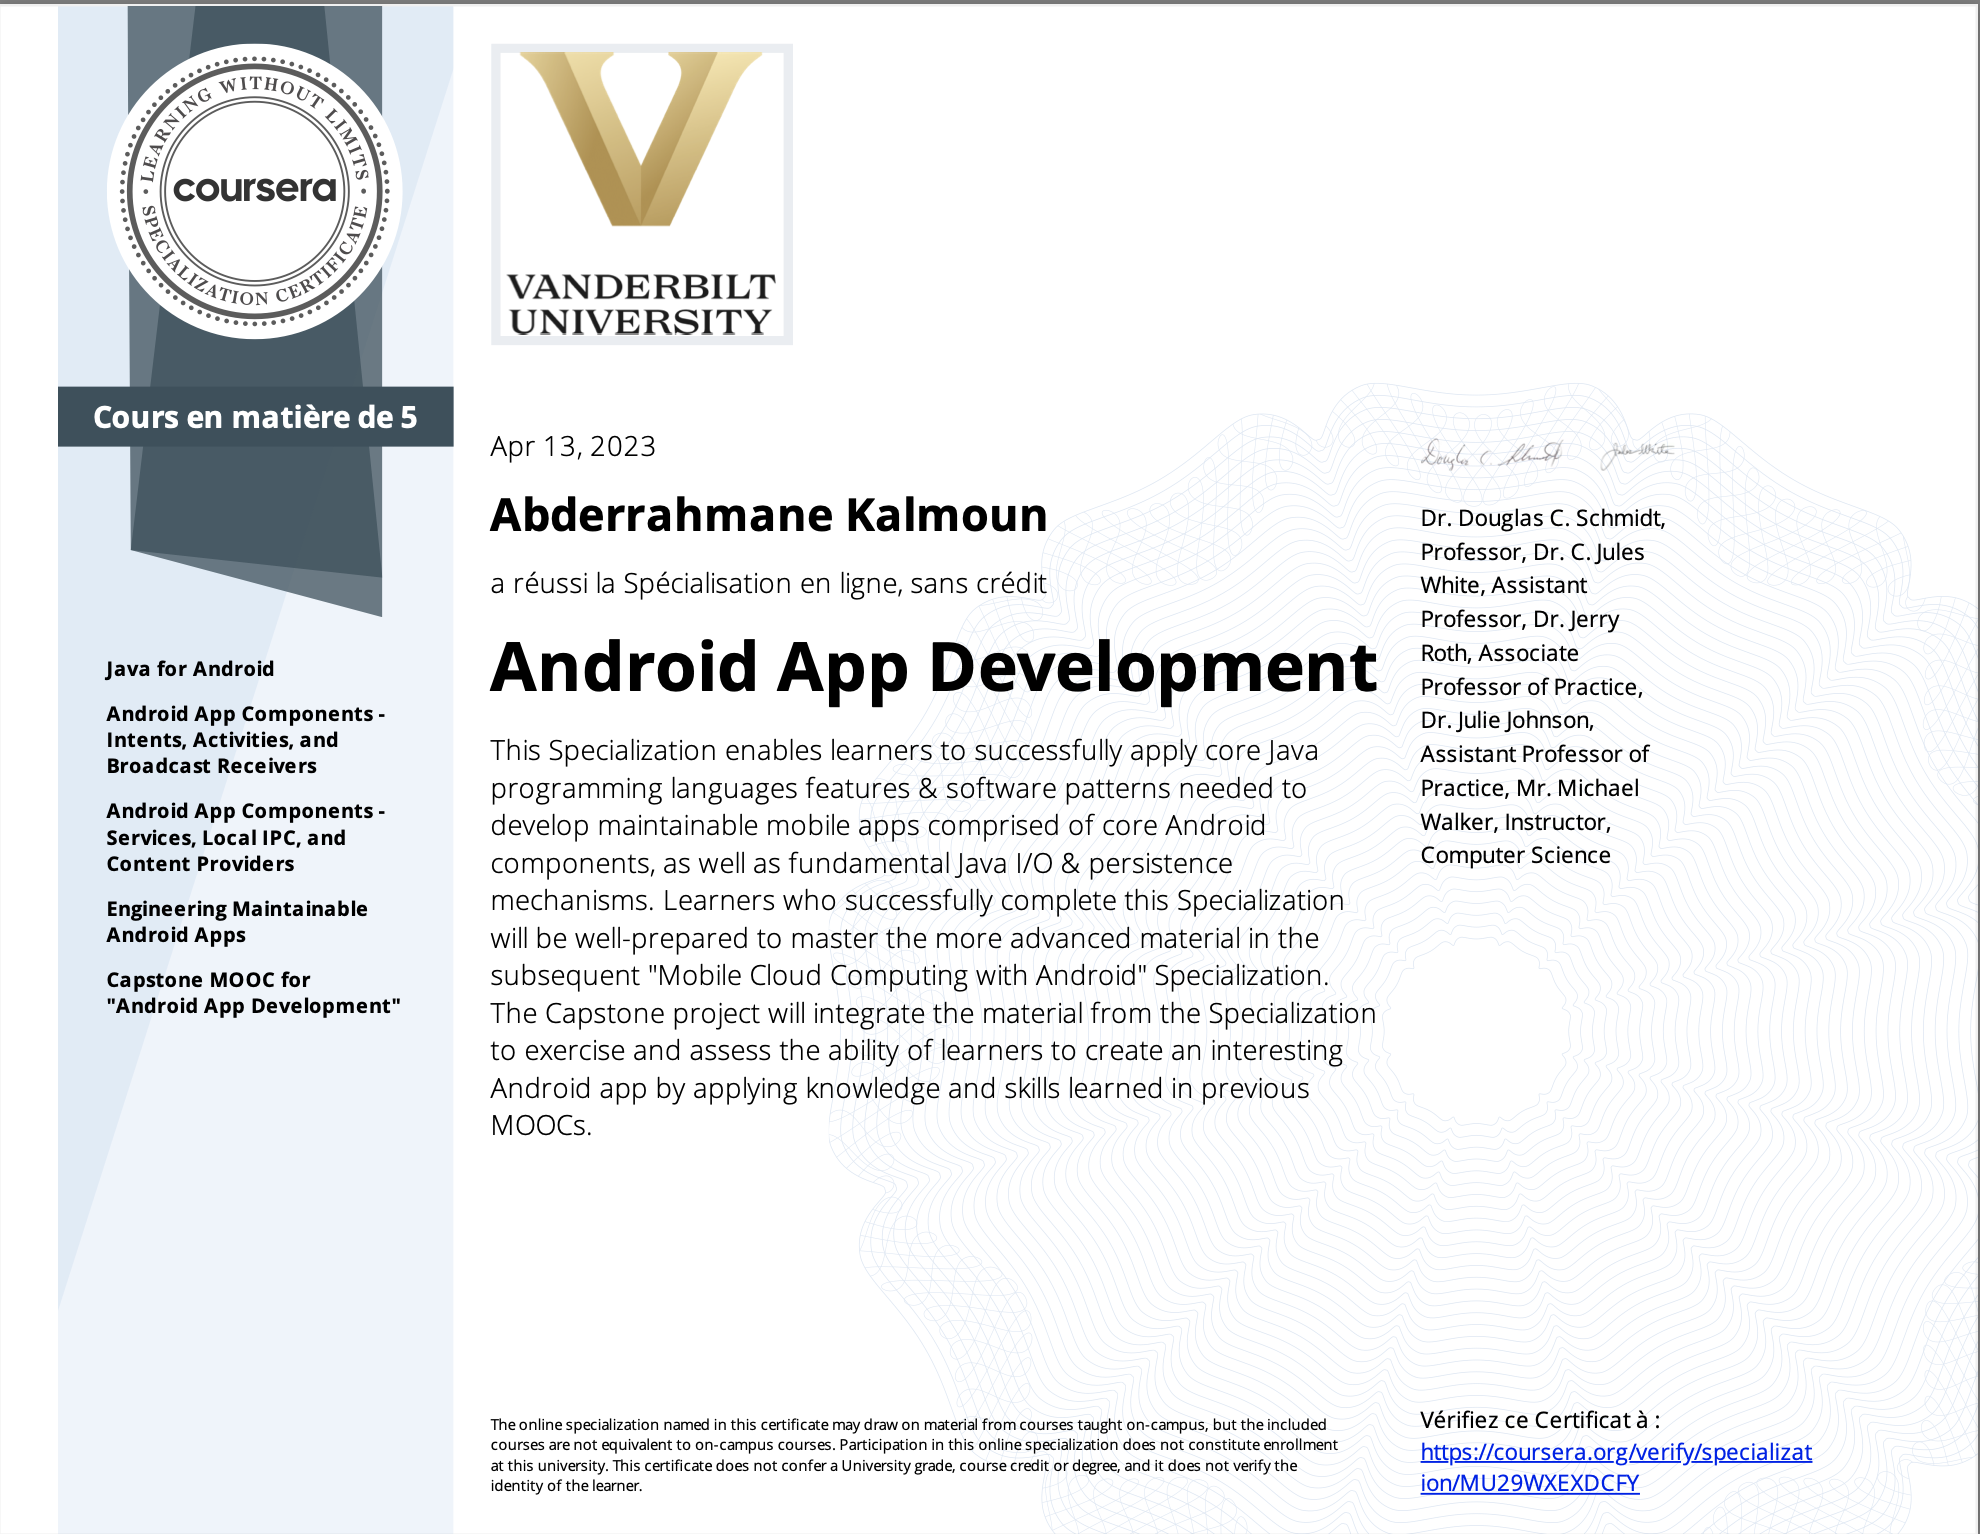 LEARNING WITHOUT LIMITS
coursera
SPECIALIZATION CERTIFICATE
VANDERBILT
UNIVERSITY
Cours en matière de 5
Java for Android
Android App Components -
Intents, Activities, and
Broadcast Receivers
Android App Components -
Services, Local IPC, and
Content Providers
Engineering Maintainable
Android Apps
Capstone MOOC for
"Android App Development"
Apr 13, 2023
Abderrahmane Kalmoun
a réussi la Spécialisation en ligne, sans crédit
Android App Development
This Specialization enables learners to successfully apply core Java
programming languages features & software patterns needed to
develop maintainable mobile apps comprised of core Android
components, as well as fundamental Java I/O & persistence
mechanisms. Learners who successfully complete this Specialization
will be well-prepared to master the more advanced material in the
subsequent "Mobile Cloud Computing with Android" Specialization.
The Capstone project will integrate the material from the Specialization
to exercise and assess the ability of learners to create an interesting
Android app by applying knowledge and skills learned in previous
MOOCs.
Dr. Douglas C. Schmidt,
Professor, Dr. C. Jules
White, Assistant
Professor, Dr. Jerry
Roth, Associate
Professor of Practice,
Dr. Julie Johnson,
Assistant Professor of
Practice, Mr. Michael
Walker, Instructor,
Computer Science
The online specialization named in this certificate may draw on material from courses taught on-campus, but the included
courses are not equivalent to on-campus courses. Participation in this online specialization does not constitute enrollment
at this university. This certificate does not confer a University grade, course credit or degree, and it does not verify the
identity of the learner.
Vérifiez ce Certificat à :
https://coursera.org/verify/specializat
ion/MU29WXEXDCFY